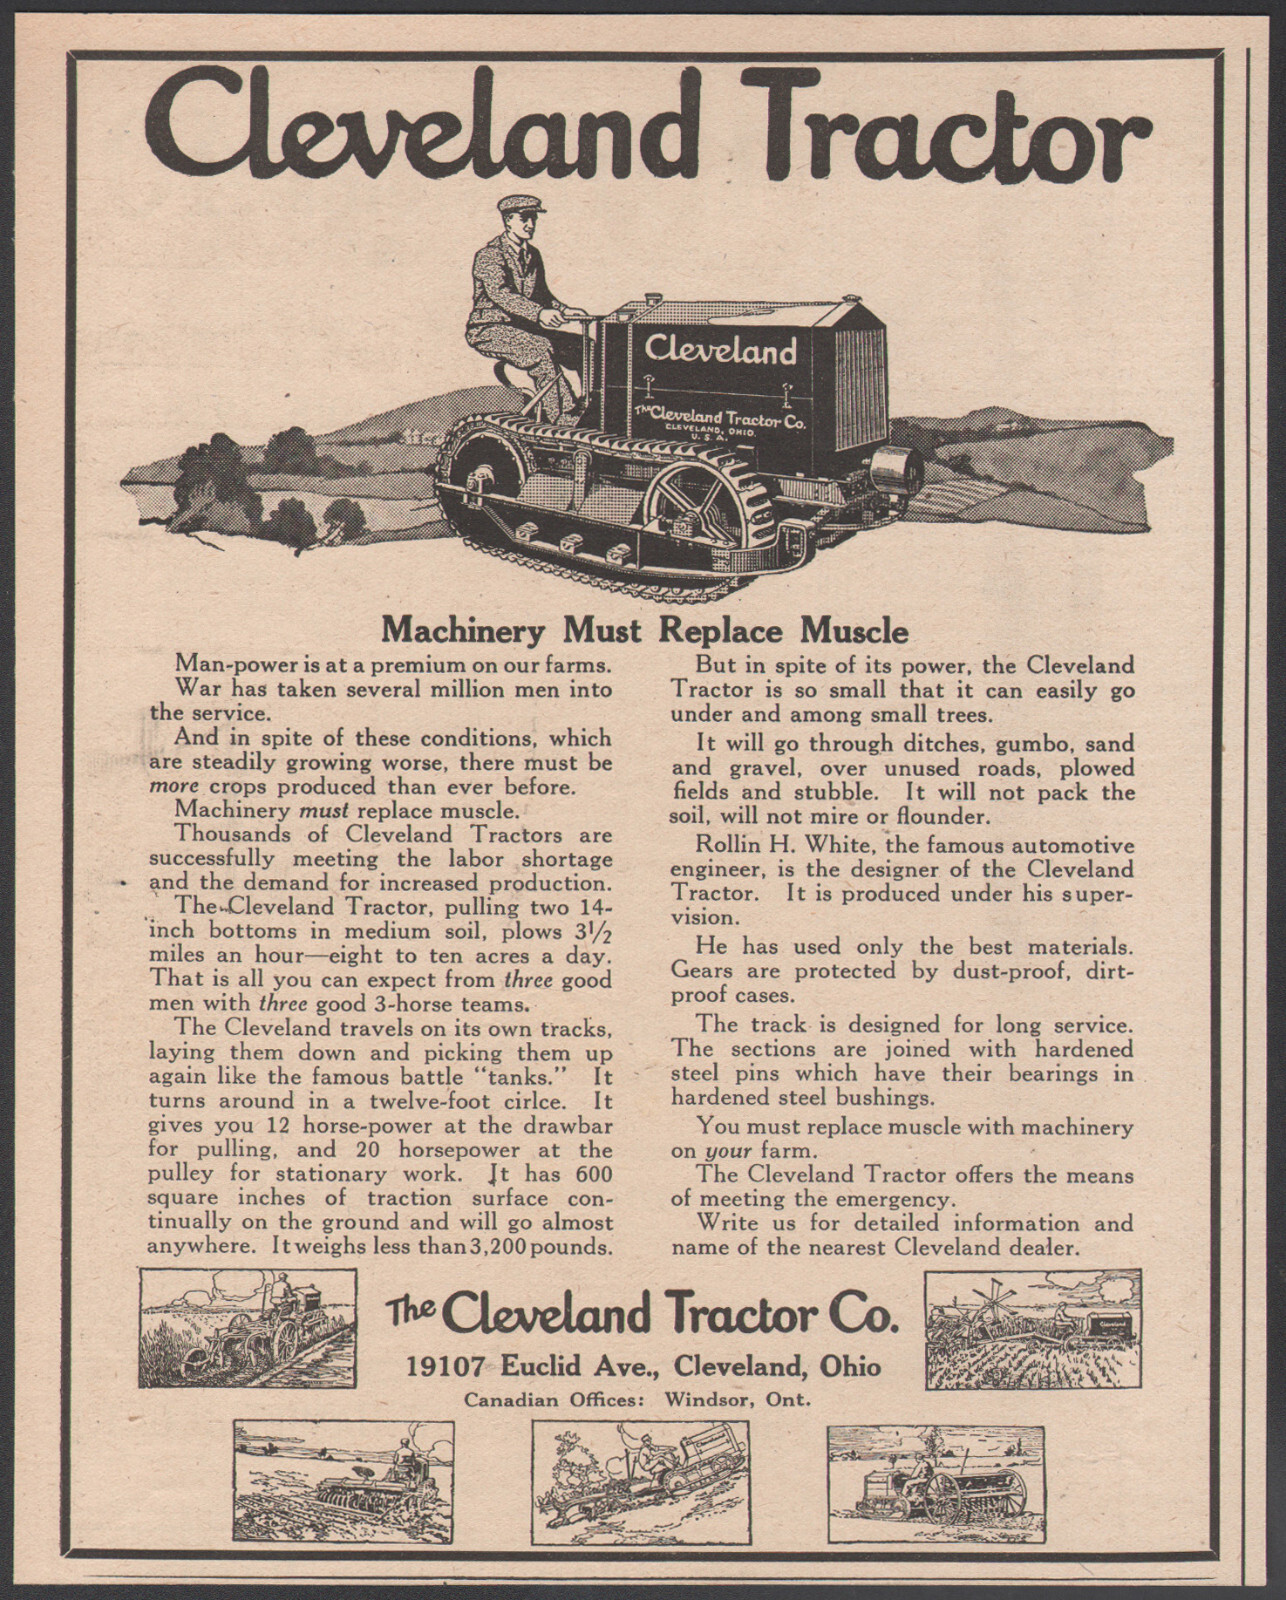 Cleveland Tractor
Cleveland
The Cleveland Tractor Co.
CLEVELAND, OHIO.
U. S. A.
Machinery Must Replace Muscle
Man-power is at a premium on our farms.
War has taken several million men into
the service.
And in spite of these conditions, which
are steadily growing worse, there must be
more crops produced than ever before.
Machinery must replace muscle.
Thousands of Cleveland Tractors are
successfully meeting the labor shortage
and the demand for increased production.
The Cleveland Tractor, pulling two 14-
inch bottoms in medium soil, plows 3½
miles an hour—eight to ten acres a day.
That is all you can expect from three good
men with three good 3-horse teams.
The Cleveland travels on its own tracks,
laying them down and picking them up
again like the famous battle "tanks." It
turns around in a twelve-foot cirlce. It
gives you 12 horse-power at the drawbar
for pulling, and 20 horsepower at the
pulley for stationary work. It has 600
square inches of traction surface con-
tinually on the ground and will go almost
anywhere. It weighs less than 3,200 pounds.
But in spite of its power, the Cleveland
Tractor is so small that it can easily go
under and among small trees.
It will go through ditches, gumbo, sand
and gravel, over unused roads, plowed
fields and stubble. It will not pack the
soil, will not mire or flounder.
Rollin H. White, the famous automotive
engineer, is the designer of the Cleveland
Tractor. It is produced under his super-
vision.
He has used only the best materials.
Gears are protected by dust-proof, dirt-
proof cases.
The track is designed for long service.
The sections are joined with hardened
steel pins which have their bearings in
hardened steel bushings.
You must replace muscle with machinery
on your farm.
The Cleveland Tractor offers the means
of meeting the emergency.
Write us for detailed information and
name of the nearest Cleveland dealer.
The Cleveland Tractor Co.
19107 Euclid Ave., Cleveland, Ohio
Canadian Offices: Windsor, Ont.
Cleveland